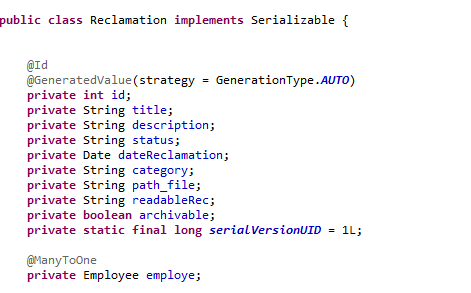 public class Reclamation implements Serializable {
@Id
@GeneratedValue(strategy = GenerationType.AUTO)
private int id;
private String title;
private String description;
private String status;
private Date dateReclamation;
private String category;
private String path_file;
private String readableRec;
private boolean archivable;
private static final long serialVersionUID = 1L;
@ManyToOne
private Employee employe;